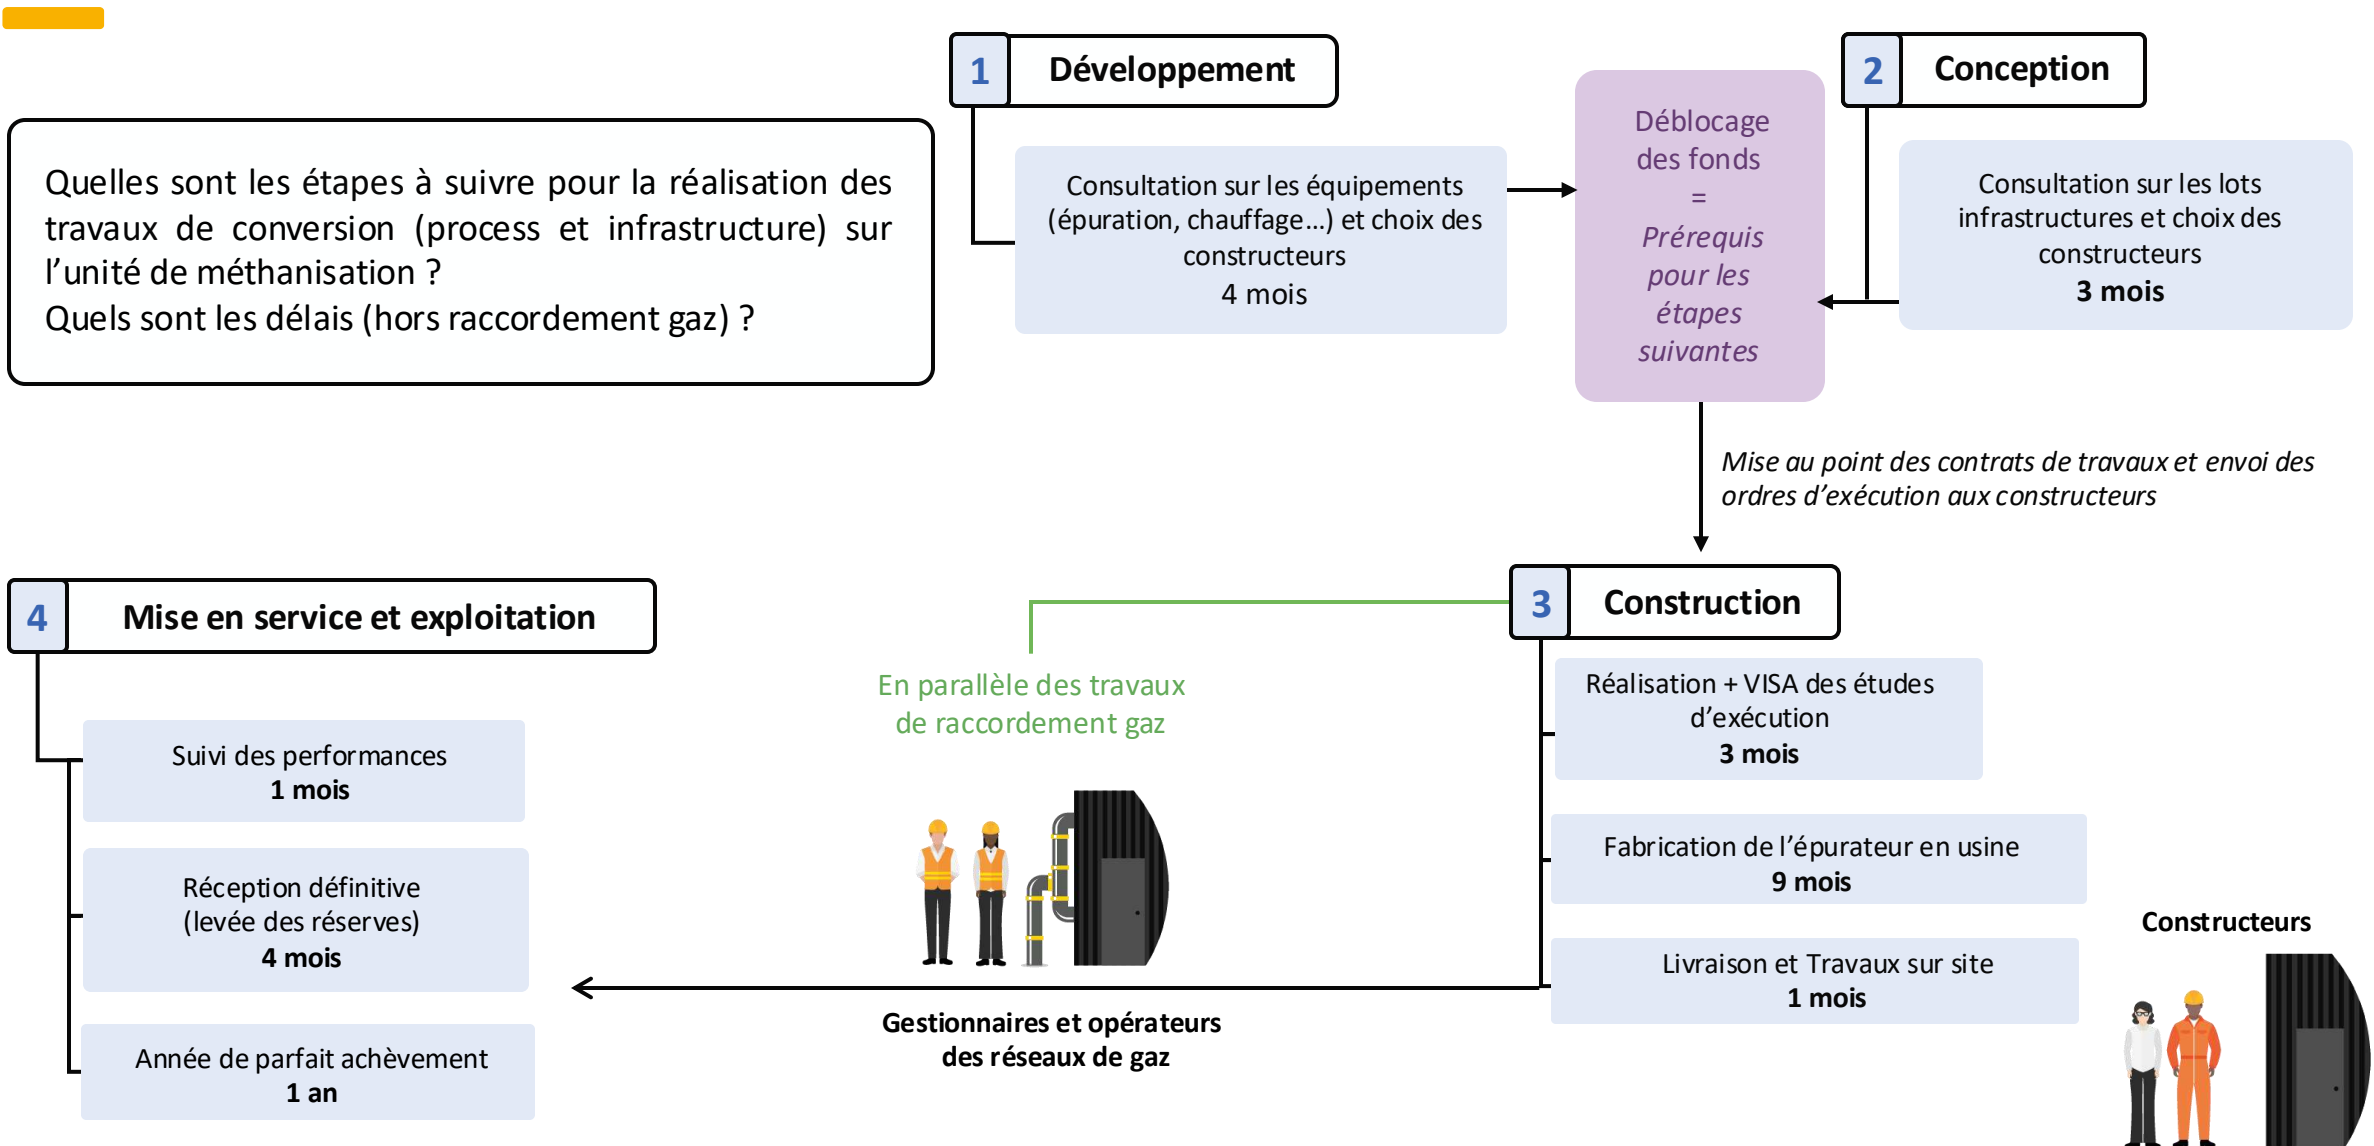 Quelles sont les étapes à suivre pour la réalisation des
travaux de conversion (process et infrastructure) sur
l’unité de méthanisation ?
Quels sont les délais (hors raccordement gaz) ?
1
Développement
Consultation sur les équipements
(épuration, chauffage…) et choix des
constructeurs
4 mois
Déblocage
des fonds
=
Prérequis
pour les
étapes
suivantes
2
Conception
Consultation sur les lots
infrastructures et choix des
constructeurs
3 mois
Mise au point des contrats de travaux et envoi des
ordres d’exécution aux constructeurs
3
Construction
Réalisation + VISA des études
d’exécution
3 mois
Fabrication de l’épurateur en usine
9 mois
Livraison et Travaux sur site
1 mois
Constructeurs
En parallèle des travaux
de raccordement gaz
Gestionnaires et opérateurs
des réseaux de gaz
4
Mise en service et exploitation
Suivi des performances
1 mois
Réception définitive
(levée des réserves)
4 mois
Année de parfait achèvement
1 an